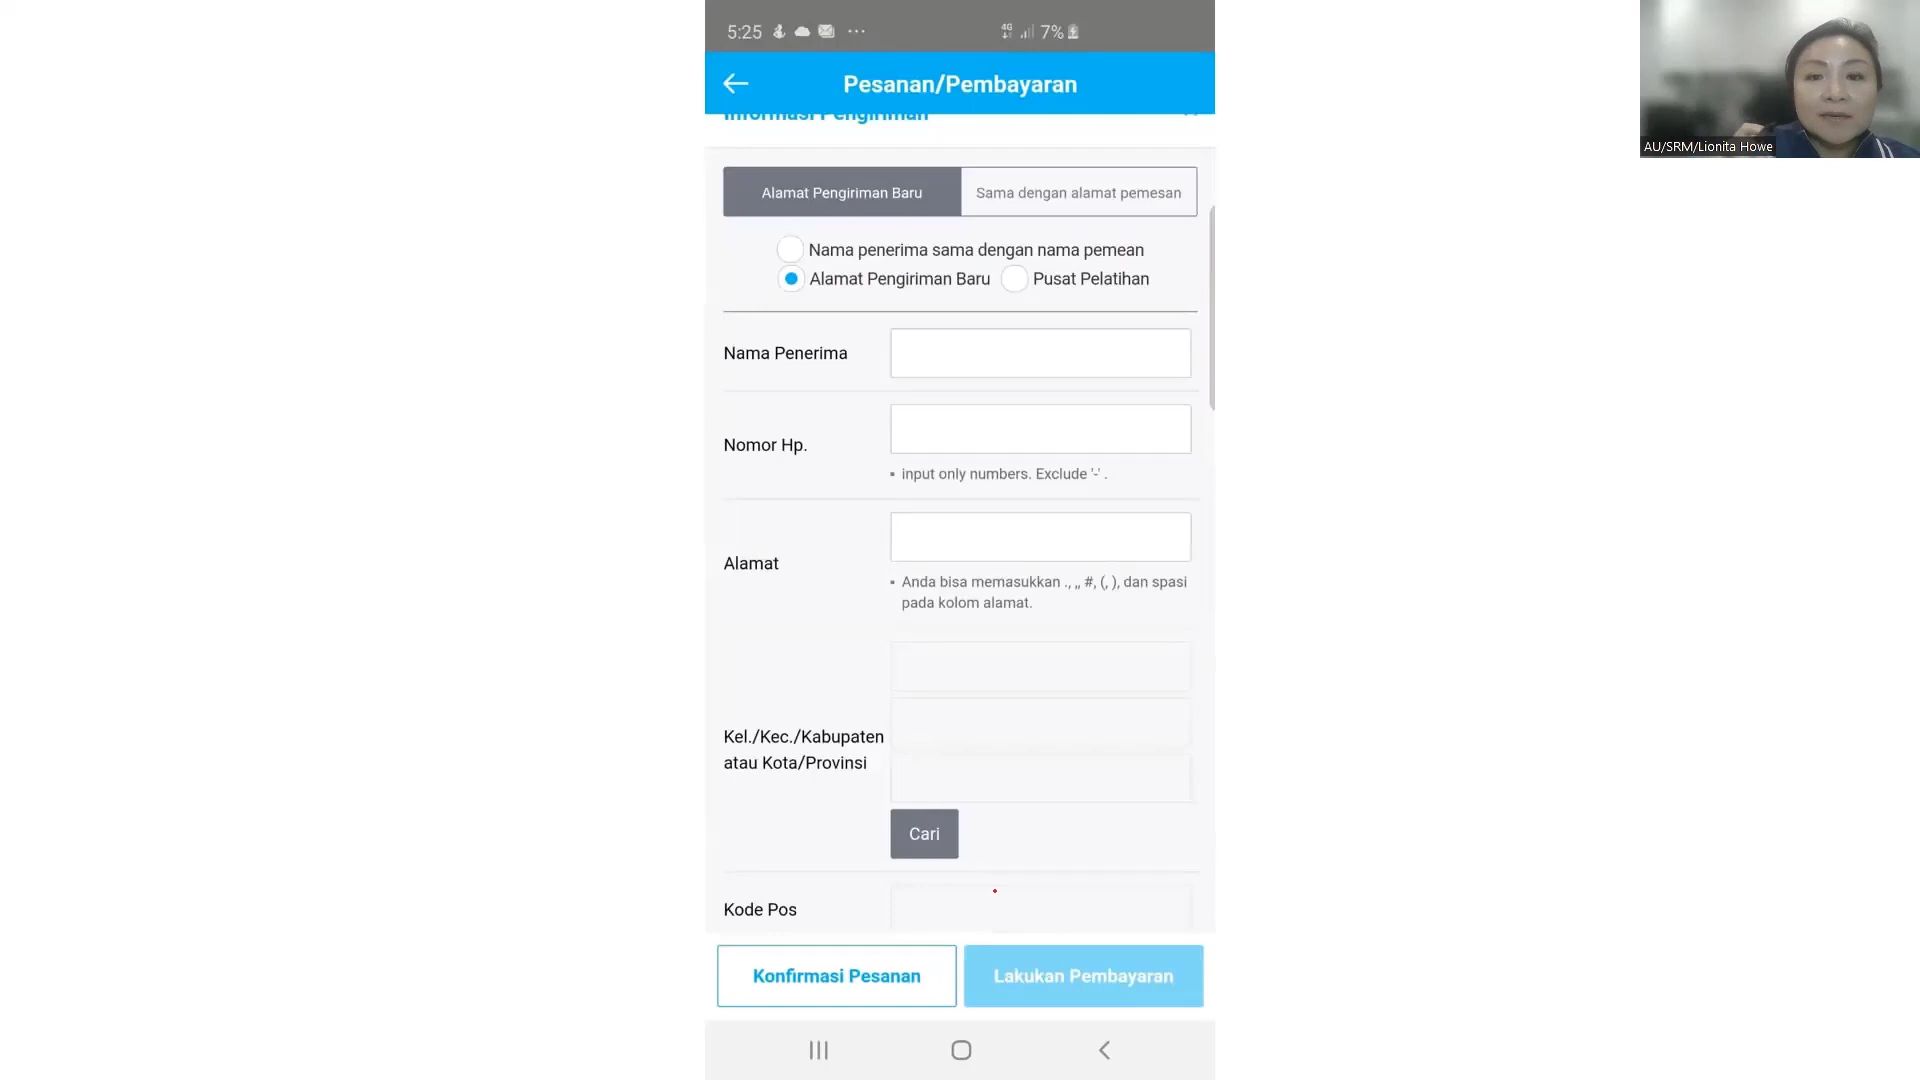 5:25
4G
7%
Pesanan/Pembayaran
Informasi Pengiriman
Alamat Pengiriman Baru
Sama dengan alamat pemesan
Nama penerima sama dengan nama pemean
Alamat Pengiriman Baru
Pusat Pelatihan
Nama Penerima
Nomor Hp.
▪ input only numbers. Exclude '-' .
Alamat
▪ Anda bisa memasukkan ., ,, #, (, ), dan spasi
pada kolom alamat.
Kel./Kec./Kabupaten
atau Kota/Provinsi
Cari
Kode Pos
Konfirmasi Pesanan
Lakukan Pembayaran
AU/SRM/Lionita Howe